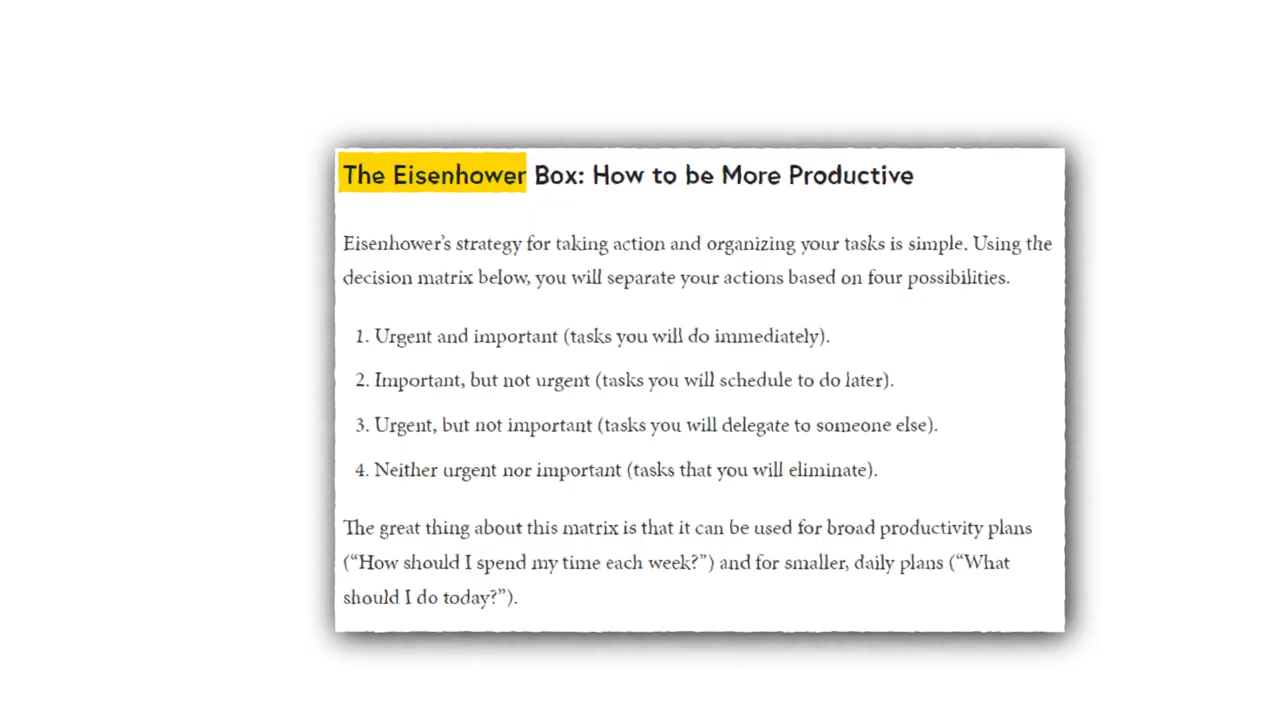 The Eisenhower Box: How to be More Productive
Eisenhower's strategy for taking action and organizing your tasks is simple. Using the
decision matrix below, you will separate your actions based on four possibilities.
1. Urgent and important (tasks you will do immediately).
2. Important, but not urgent (tasks you will schedule to do later).
3. Urgent, but not important (tasks you will delegate to someone else).
4. Neither urgent nor important (tasks that you will eliminate).
The great thing about this matrix is that it can be used for broad productivity plans
(“How should I spend my time each week?”) and for smaller, daily plans (“What
should I do today?”).